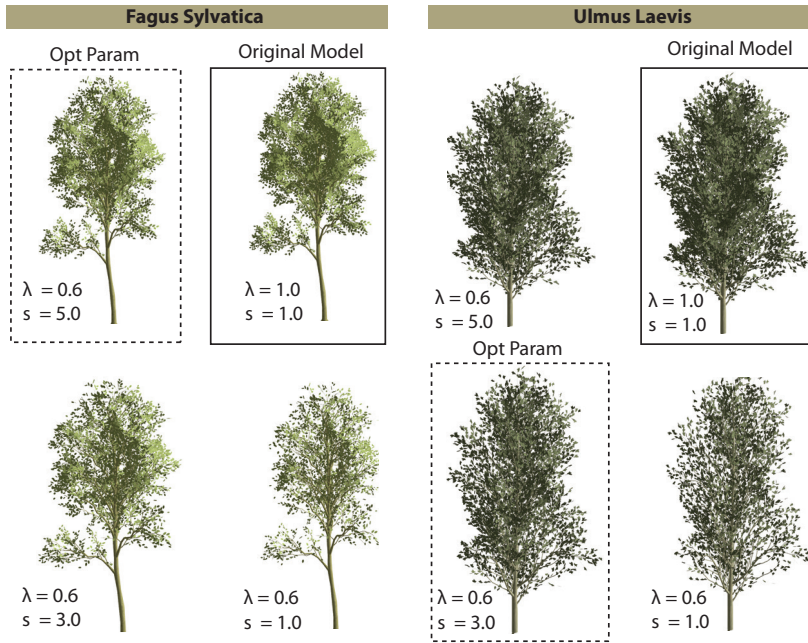 Fagus Sylvatica
Opt Param
Original Model
λ = 0.6
s = 5.0
λ = 1.0
s = 1.0
λ = 0.6
s = 3.0
λ = 0.6
s = 1.0
Ulmus Laevis
Original Model
λ = 0.6
s = 5.0
λ = 1.0
s = 1.0
Opt Param
λ = 0.6
s = 3.0
λ = 0.6
s = 1.0